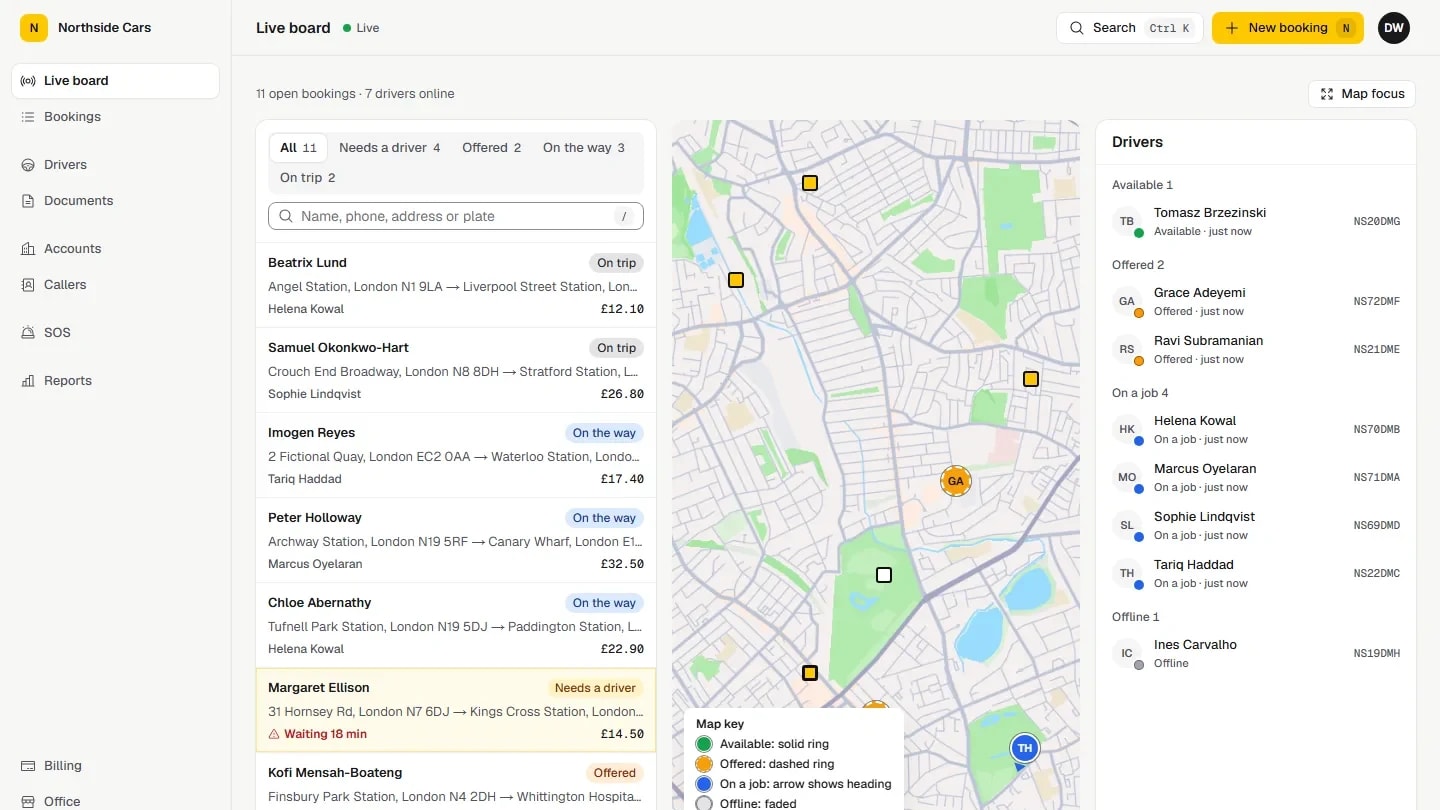 N Northside Cars
Live board
Bookings
Drivers
Documents
Accounts
Callers
SOS
Reports
Billing
Office
Live board Live
Search Ctrl K
New booking N
DW
11 open bookings · 7 drivers online
Map focus
All 11 Needs a driver 4 Offered 2 On the way 3
On trip 2
Name, phone, address or plate /
Beatrix Lund On trip
Angel Station, London N1 9LA → Liverpool Street Station, Lon…
Helena Kowal £12.10
Samuel Okonkwo-Hart On trip
Crouch End Broadway, London N8 8DH → Stratford Station, L…
Sophie Lindqvist £26.80
Imogen Reyes On the way
2 Fictional Quay, London EC2 0AA → Waterloo Station, Londo…
Tariq Haddad £17.40
Peter Holloway On the way
Archway Station, London N19 5RF → Canary Wharf, London E1…
Marcus Oyelaran £32.50
Chloe Abernathy On the way
Tufnell Park Station, London N19 5DJ → Paddington Station, L…
Helena Kowal £22.90
Margaret Ellison Needs a driver
31 Hornsey Rd, London N7 6DJ → Kings Cross Station, London…
Waiting 18 min £14.50
Kofi Mensah-Boateng Offered
Finsbury Park Station, London N4 2DH → Whittington Hospita…
GA
TH
Map key
Available: solid ring
Offered: dashed ring
On a job: arrow shows heading
Offline: faded
Drivers
Available 1
TB Tomasz Brzezinski NS20DMG
Available · just now
Offered 2
GA Grace Adeyemi NS72DMF
Offered · just now
RS Ravi Subramanian NS21DME
Offered · just now
On a job 4
HK Helena Kowal NS70DMB
On a job · just now
MO Marcus Oyelaran NS71DMA
On a job · just now
SL Sophie Lindqvist NS69DMD
On a job · just now
TH Tariq Haddad NS22DMC
On a job · just now
Offline 1
IC Ines Carvalho NS19DMH
Offline